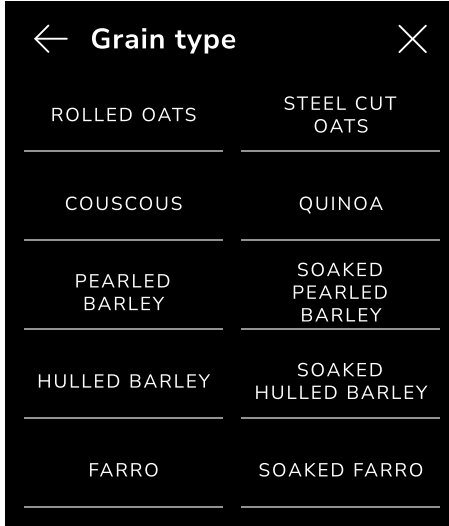 Grain type
ROLLED OATS
STEEL CUT
OATS
COUSCOUS
QUINOA
PEARLED
BARLEY
SOAKED
PEARLED
BARLEY
HULLED BARLEY
SOAKED
HULLED BARLEY
FARRO
SOAKED FARRO